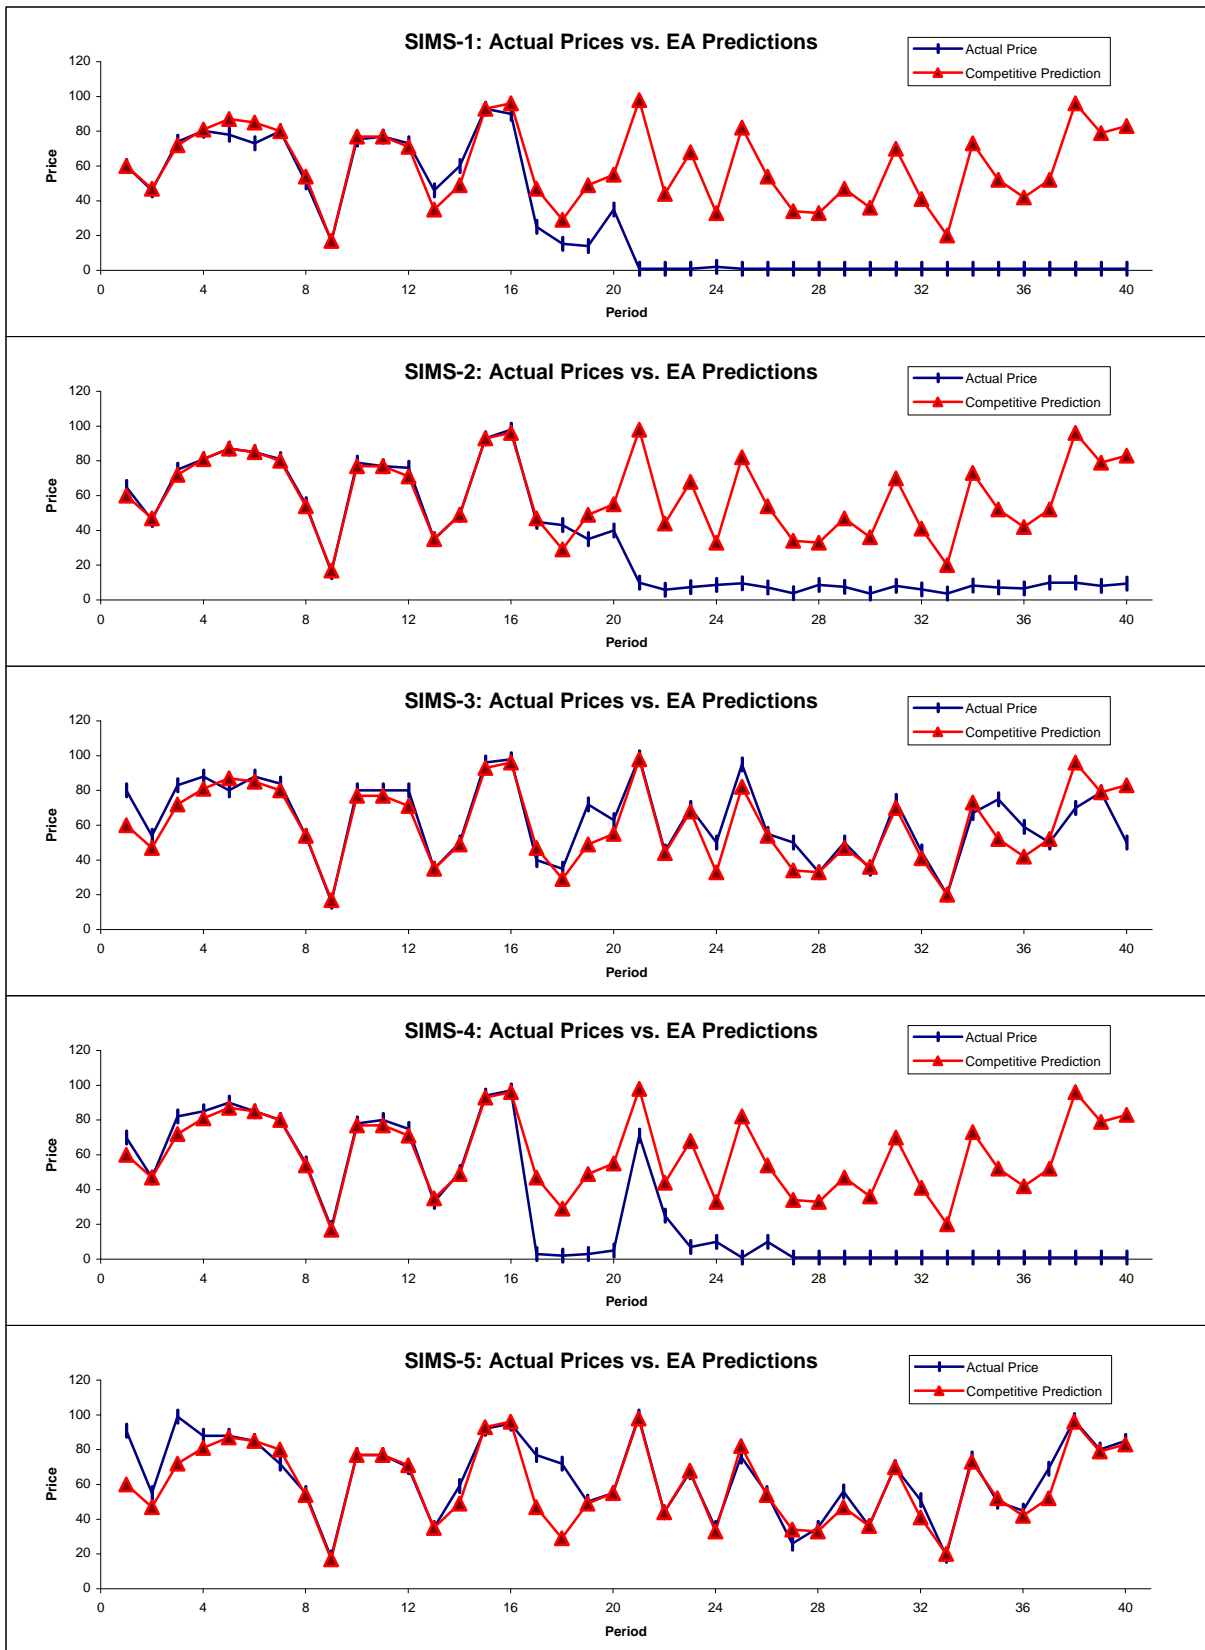 SIMS-1: Actual Prices vs. EA Predictions
Actual Price
Competitive Prediction
120
100
80
60
40
20
0
Price
0 4 8 12 16 20 24 28 32 36 40
Period
SIMS-2: Actual Prices vs. EA Predictions
Actual Price
Competitive Prediction
120
100
80
60
40
20
0
Price
0 4 8 12 16 20 24 28 32 36 40
Period
SIMS-3: Actual Prices vs. EA Predictions
Actual Price
Competitive Prediction
120
100
80
60
40
20
0
Price
0 4 8 12 16 20 24 28 32 36 40
Period
SIMS-4: Actual Prices vs. EA Predictions
Actual Price
Competitive Prediction
120
100
80
60
40
20
0
Price
0 4 8 12 16 20 24 28 32 36 40
Period
SIMS-5: Actual Prices vs. EA Predictions
Actual Price
Competitive Prediction
120
100
80
60
40
20
0
Price
0 4 8 12 16 20 24 28 32 36 40
Period